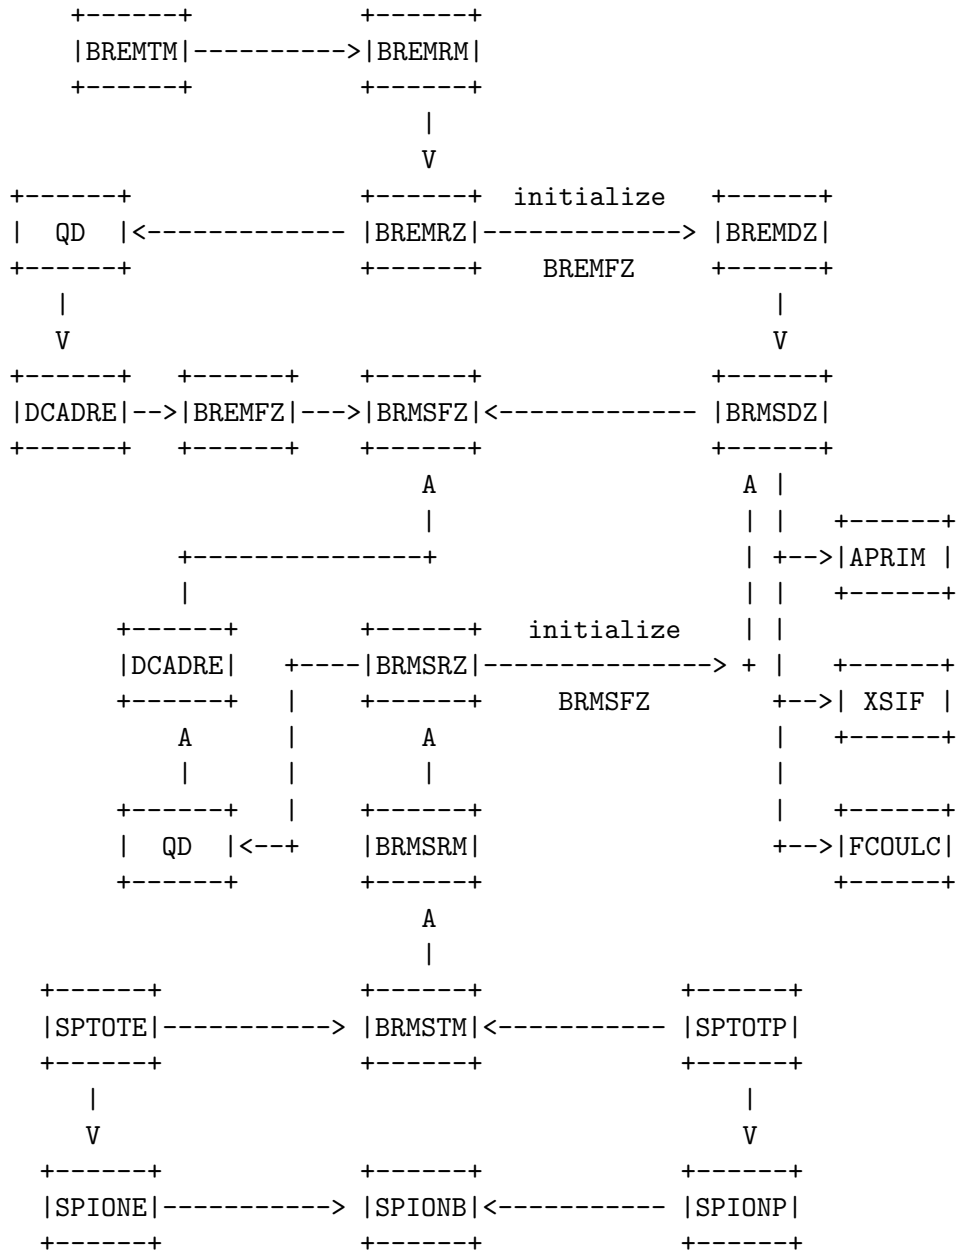 +------+           +------+
|BREMTM|---------->|BREMRM|
+------+           +------+
|
V
+------+               +------+  initialize   +------+
|  QD  |<------------- |BREMRZ|-------------> |BREMDZ|
+------+               +------+    BREMFZ     +------+
|                                               |
V                                               V
+------+   +------+    +------+               +------+
|DCADRE|-->|BREMFZ|--->|BRMSFZ|<------------- |BRMSDZ|
+------+   +------+    +------+               +------+
A                    A |
|                    | |   +------+
+---------------+                    | +-->|APRIM |
|                                    | |   +------+
+------+        +------+   initialize    | |
|DCADRE|   +----|BRMSRZ|---------------> + |   +------+
+------+   |    +------+     BRMSFZ        +-->| XSIF |
A      |        A                      |   +------+
|      |        |                      |
+------+   |    +------+                   |   +------+
|  QD  |<--+    |BRMSRM|                   +-->|FCOULC|
+------+        +------+                       +------+
A
|
+------+             +------+             +------+
|SPTOTE|-----------> |BRMSTM|<----------- |SPTOTP|
+------+             +------+             +------+
|                                           |
V                                           V
+------+             +------+             +------+
|SPIONE|-----------> |SPIONB|<----------- |SPIONP|
+------+             +------+             +------+